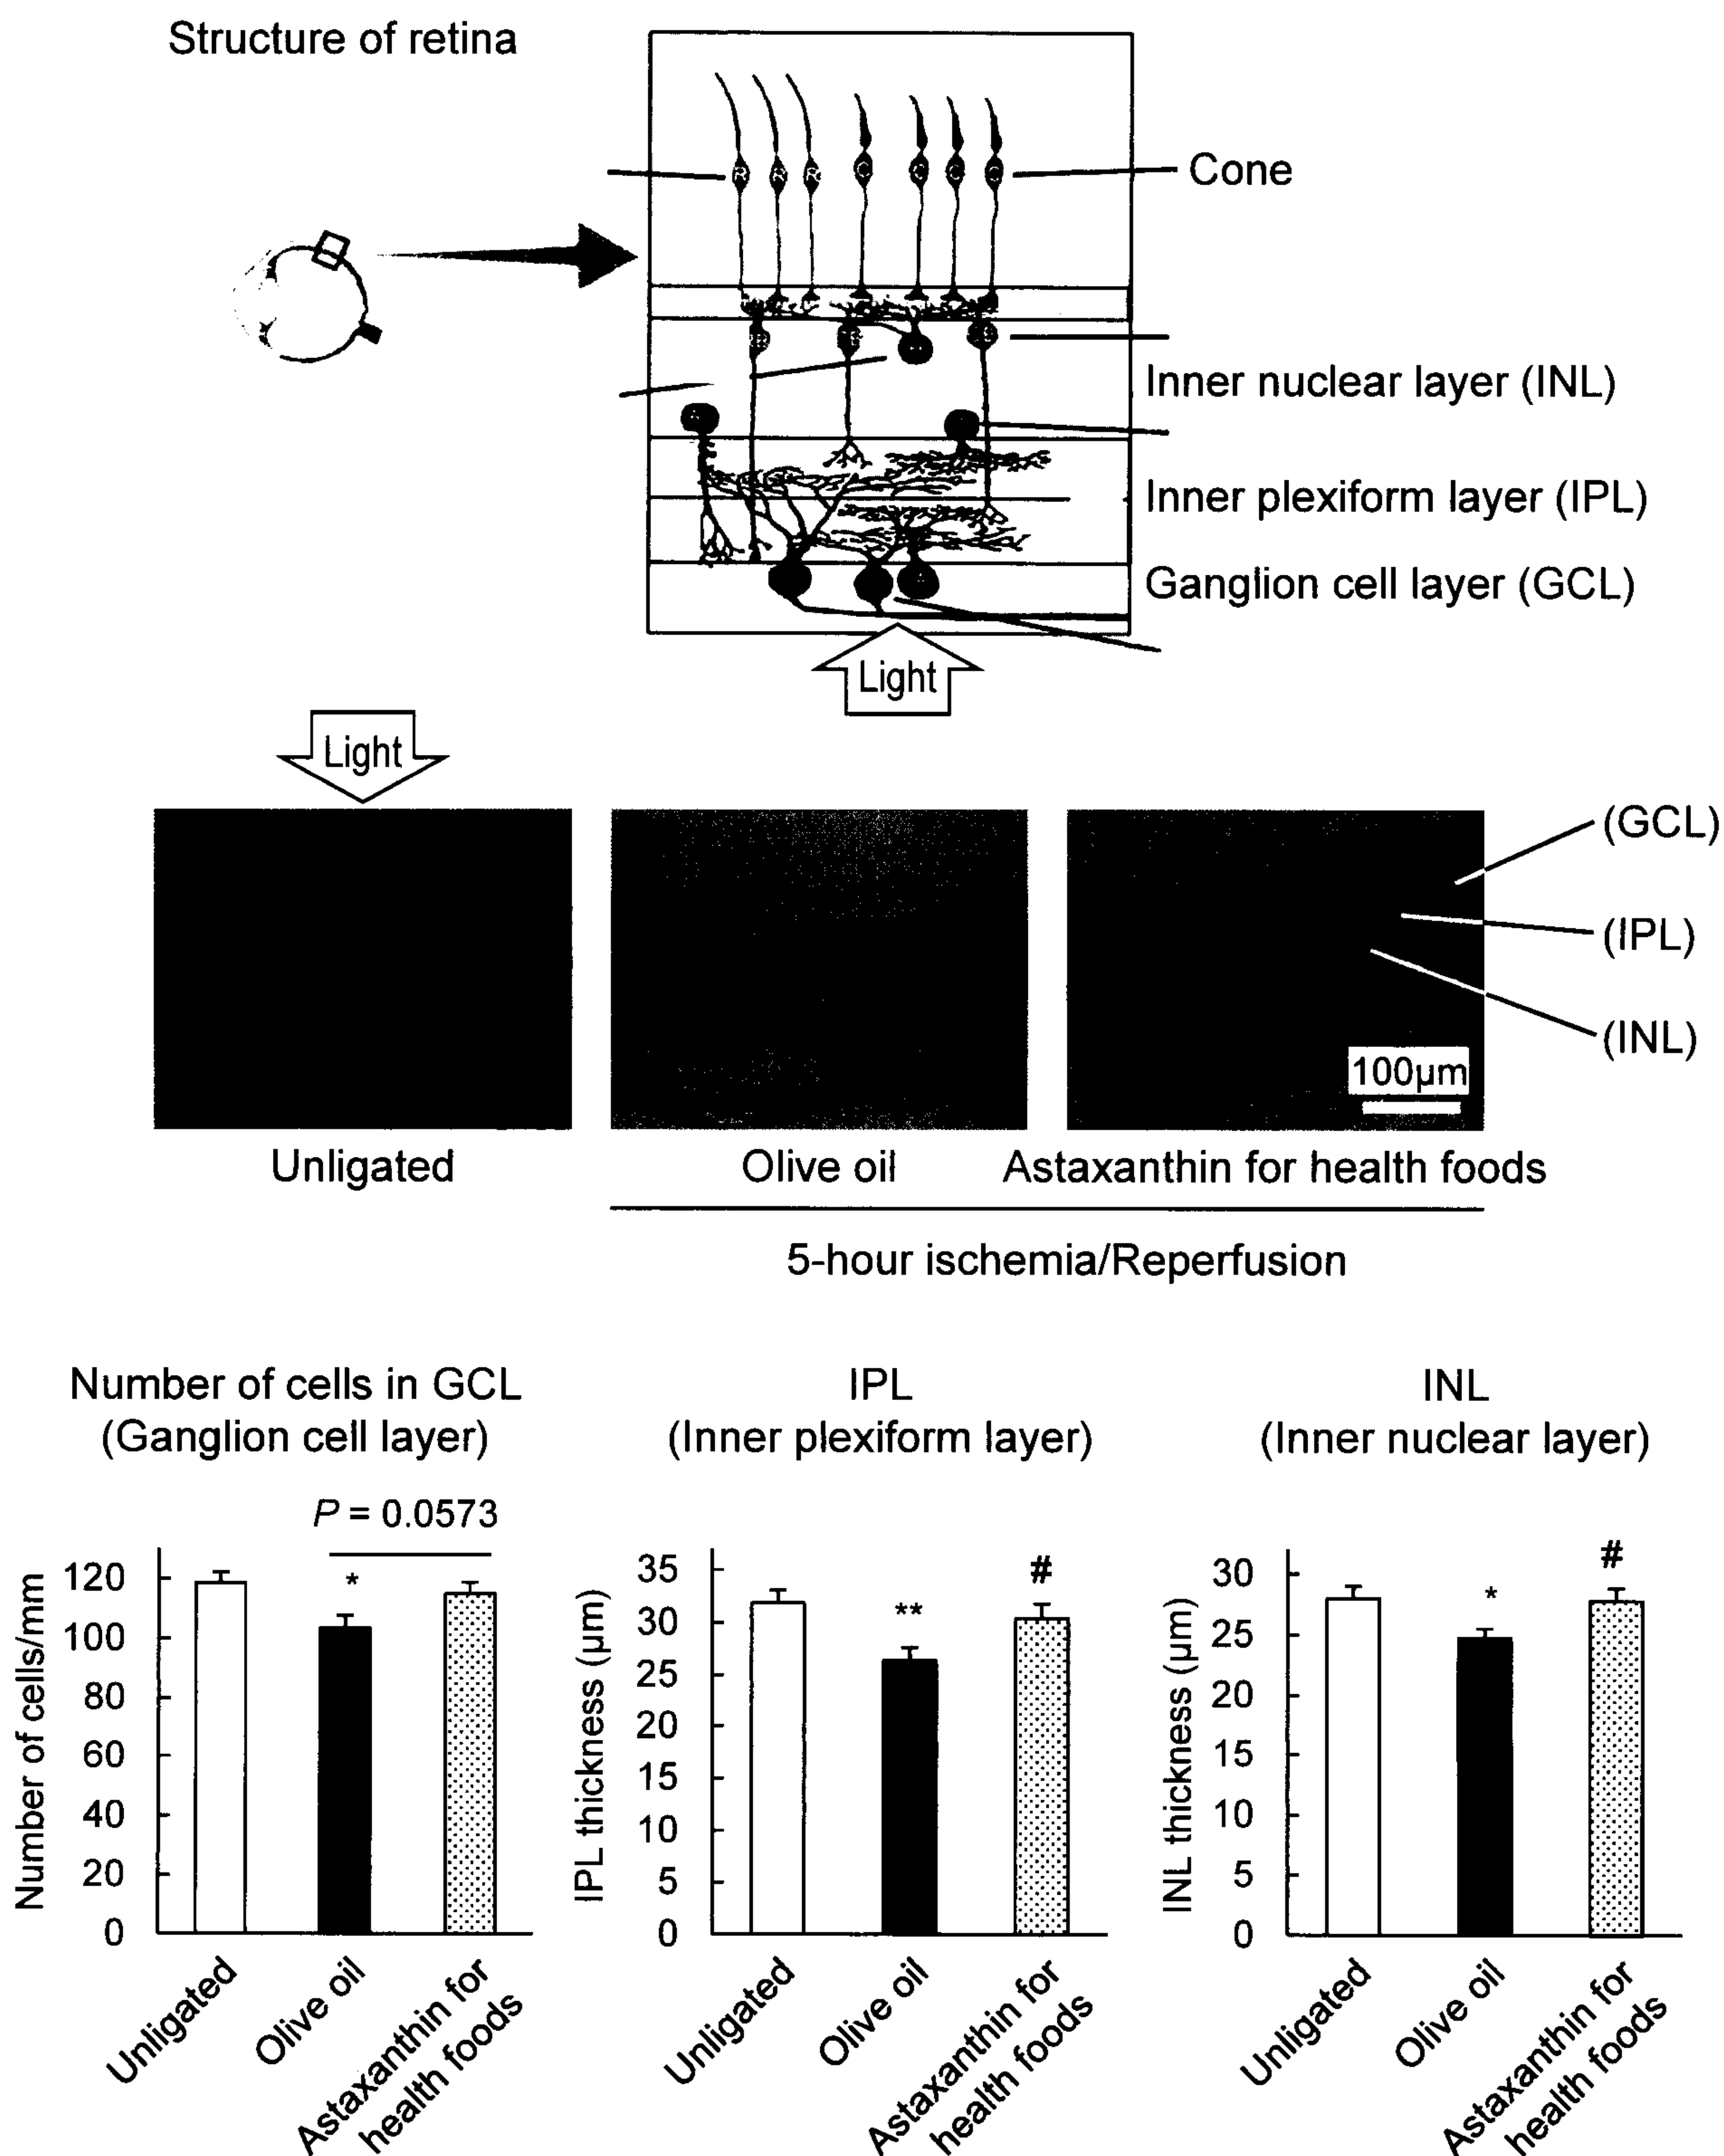 Structure of retina
Cone
Inner nuclear layer (INL)
Inner plexiform layer (IPL)
Ganglion cell layer (GCL)
Light
Light
(GCL)
(IPL)
(INL)
100μm
Unligated
Olive oil
Astaxanthin for health foods
5-hour ischemia/Reperfusion
Number of cells in GCL
(Ganglion cell layer)
P = 0.0573
*
Number of cells/mm
120
100
80
60
40
20
0
Unligated
Olive oil
Astaxanthin for
health foods
IPL
(Inner plexiform layer)
#
**
IPL thickness (μm)
35
30
25
20
15
10
5
0
Unligated
Olive oil
Astaxanthin for
health foods
INL
(Inner nuclear layer)
#
*
INL thickness (μm)
30
25
20
15
10
5
0
Unligated
Olive oil
Astaxanthin for
health foods